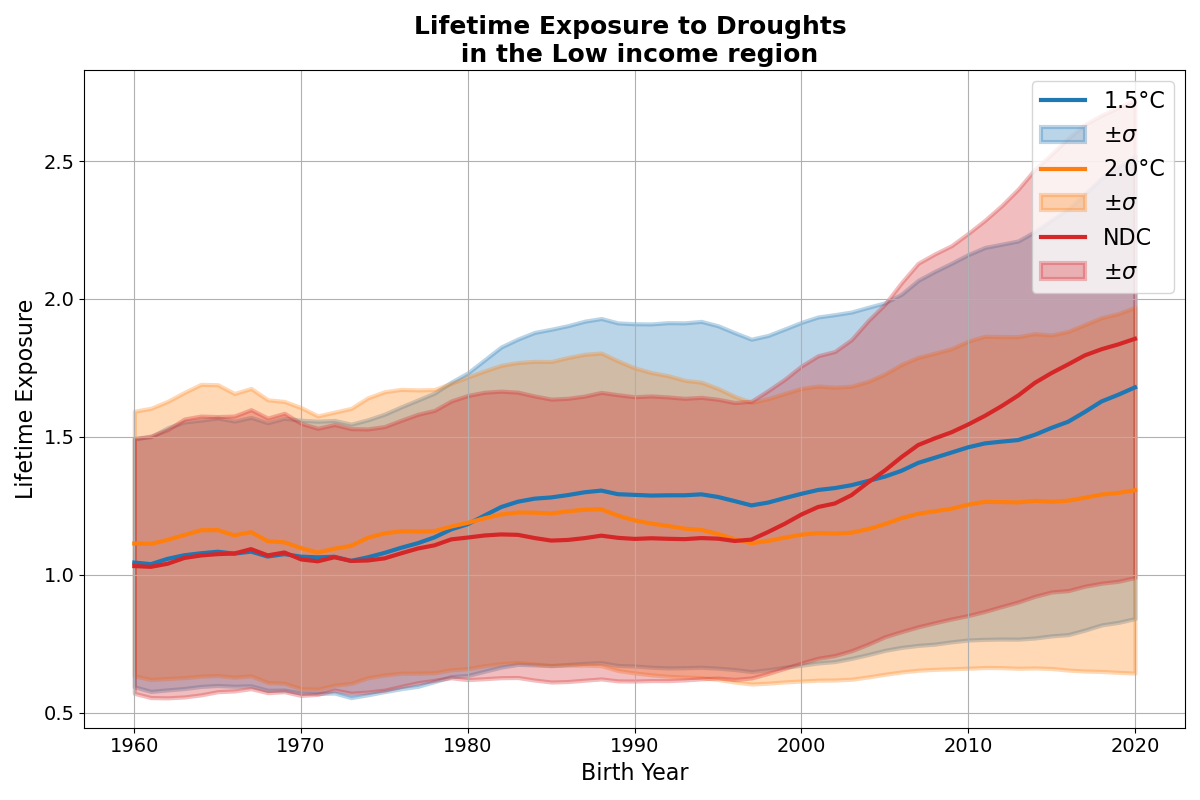 Lifetime Exposure to Droughts
in the Low income region
Lifetime Exposure
2.5
2.0
1.5
1.0
0.5
1960
1970
1980
1990
2000
2010
2020
Birth Year
1.5°C
±σ
2.0°C
±σ
NDC
±σ